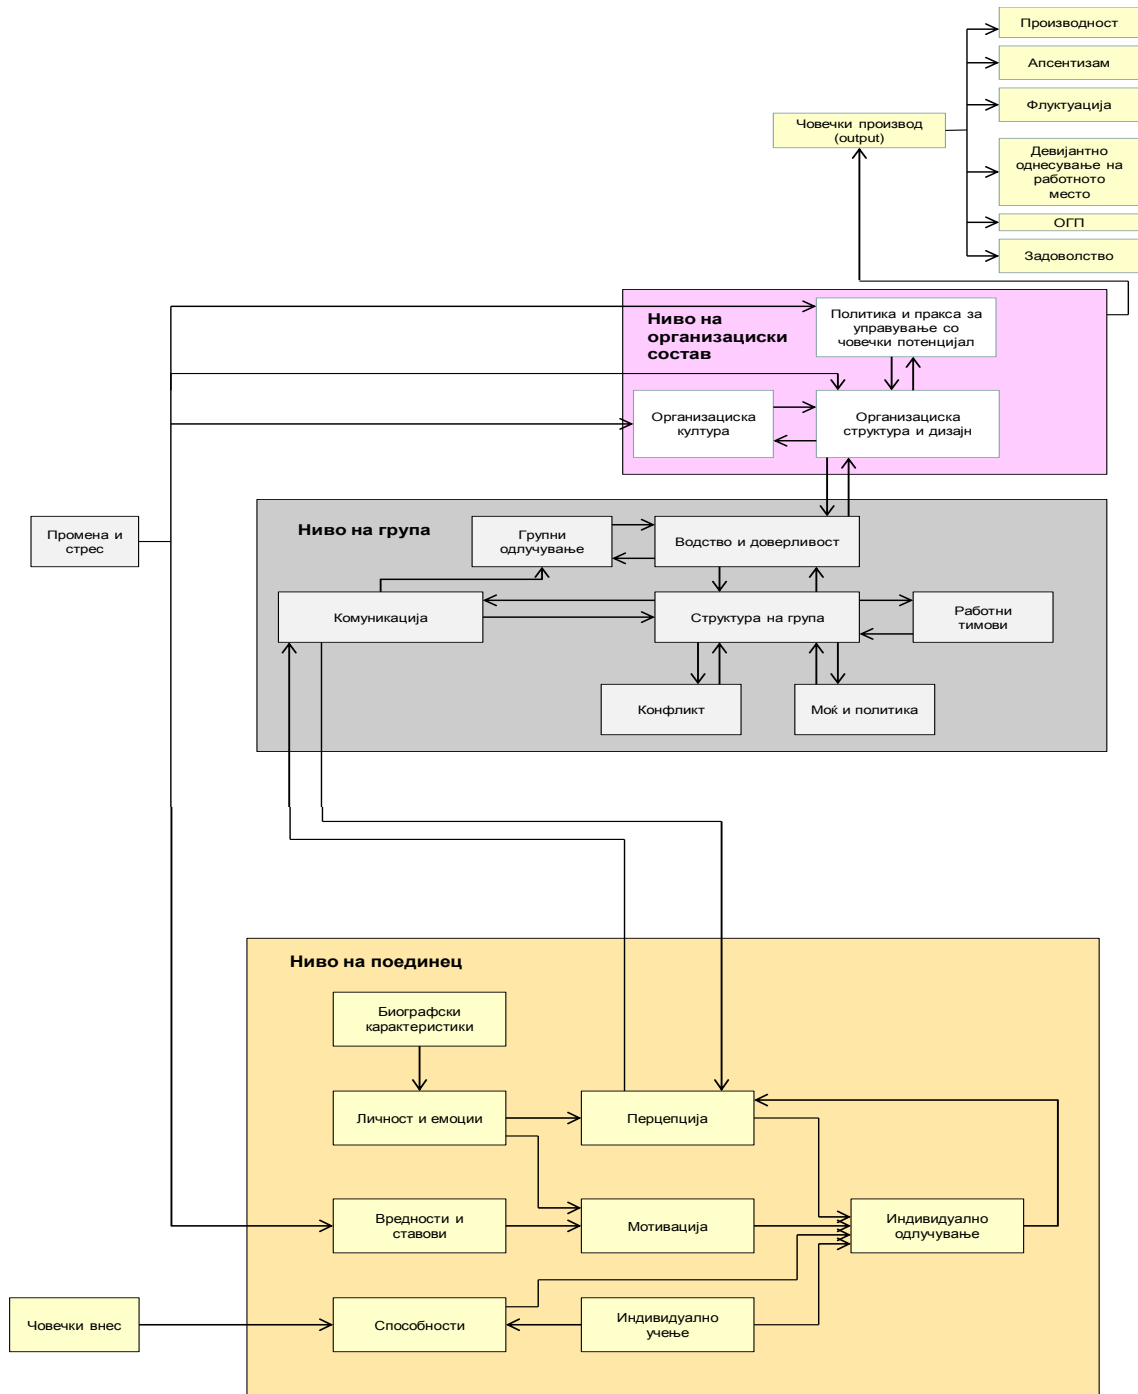 Производност
Апсентизам
Флуктуација
Човечки производ
(output)
Девијантно
однесување на
работното
место
ОГП
Задоволство
Ниво на
организациски
состав
Политика и пракса за
управување со
човечки потенцијал
Организациска
култура
Организациска
структура и дизајн
Промена и
стрес
Ниво на група
Групни
одлучување
Водство и доверливост
Комуникација
Структура на група
Работни
тимови
Конфликт
Моќ и политика
Ниво на поединец
Биографски
карактеристики
Личност и емоции
Перцепција
Вредности и
ставови
Мотивација
Индивидуално
одлучување
Човечки внес
Способности
Индивидуално
учење